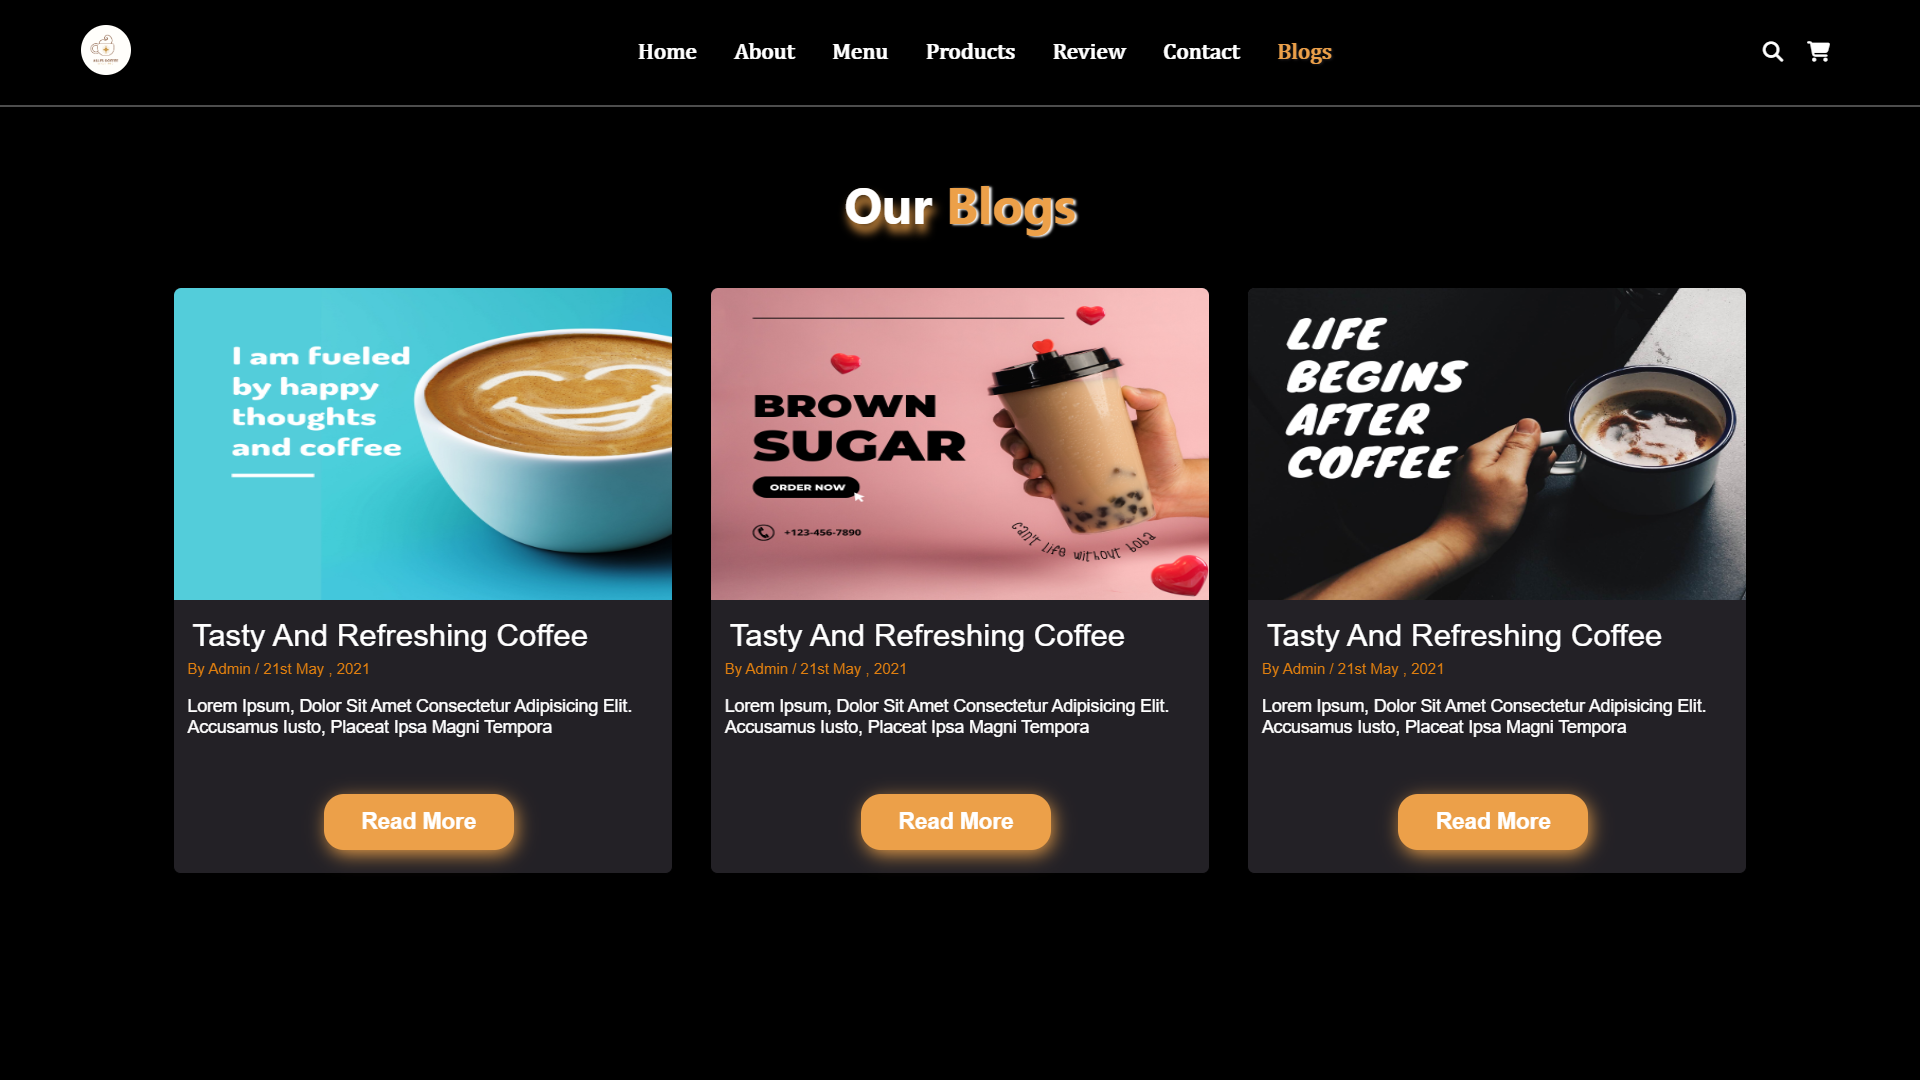 Home About Menu Products Review Contact Blogs
Our Blogs
I am fueled
by happy
thoughts
and coffee
BROWN
SUGAR
ORDER NOW
+123-456-7890
can't life without boba
LIFE
BEGINS
AFTER
COFFEE
Tasty And Refreshing Coffee
By Admin / 21st May , 2021
Lorem Ipsum, Dolor Sit Amet Consectetur Adipisicing Elit.
Accusamus Iusto, Placeat Ipsa Magni Tempora
Read More
Tasty And Refreshing Coffee
By Admin / 21st May , 2021
Lorem Ipsum, Dolor Sit Amet Consectetur Adipisicing Elit.
Accusamus Iusto, Placeat Ipsa Magni Tempora
Read More
Tasty And Refreshing Coffee
By Admin / 21st May , 2021
Lorem Ipsum, Dolor Sit Amet Consectetur Adipisicing Elit.
Accusamus Iusto, Placeat Ipsa Magni Tempora
Read More